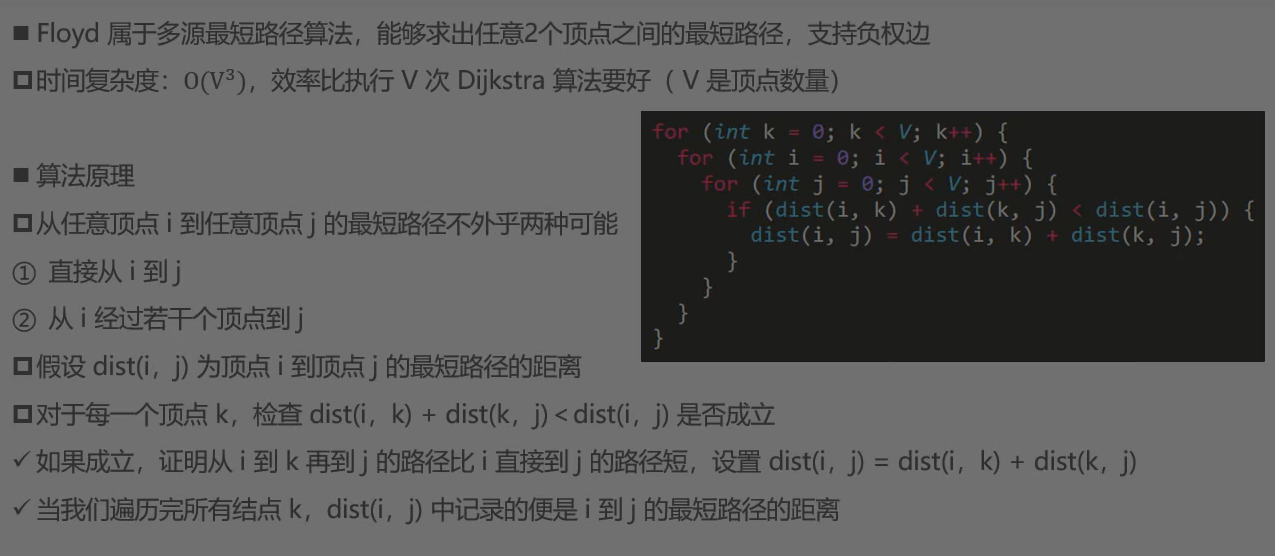 ■ Floyd 属于多源最短路径算法，能够求出任意2个顶点之间的最短路径，支持负权边
□时间复杂度：O(V³)，效率比执行 V 次 Dijkstra 算法要好（ V 是顶点数量）
■ 算法原理
□从任意顶点 i 到任意顶点 j 的最短路径不外乎两种可能
① 直接从 i 到 j
② 从 i 经过若干个顶点到 j
□假设 dist(i，j) 为顶点 i 到顶点 j 的最短路径的距离
□对于每一个顶点 k，检查 dist(i，k) + dist(k，j)＜dist(i，j) 是否成立
✓如果成立，证明从 i 到 k 再到 j 的路径比 i 直接到 j 的路径短，设置 dist(i，j) = dist(i，k) + dist(k，j)
✓当我们遍历完所有结点 k，dist(i，j) 中记录的便是 i 到 j 的最短路径的距离
for (int k = 0; k < V; k++) {
  for (int i = 0; i < V; i++) {
    for (int j = 0; j < V; j++) {
      if (dist(i, k) + dist(k, j) < dist(i, j)) {
        dist(i, j) = dist(i, k) + dist(k, j);
      }
    }
  }
}